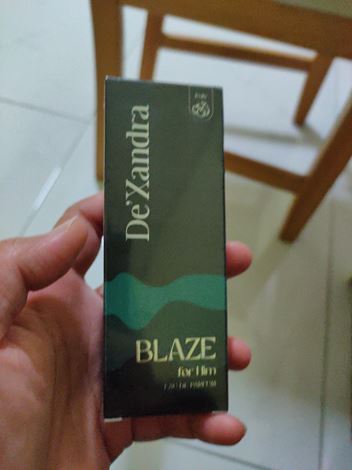 De'Xandra
BLAZE
for Him
EAU DE PARFUM